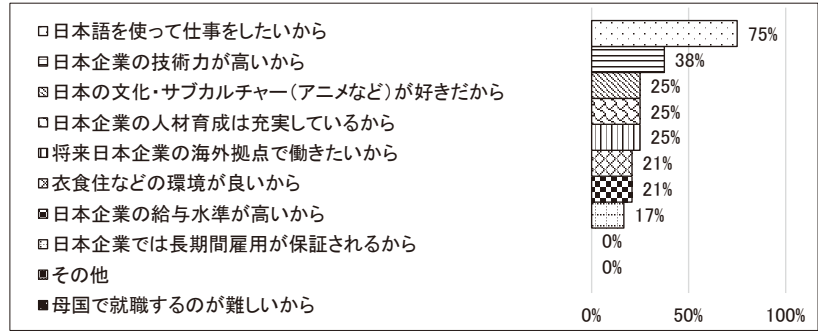 日本語を使って仕事をしたいから
日本企業の技術力が高いから
日本の文化・サブカルチャー(アニメなど)が好きだから
日本企業の人材育成は充実しているから
将来日本企業の海外拠点で働きたいから
衣食住などの環境が良いから
日本企業の給与水準が高いから
日本企業では長期間雇用が保証されるから
その他
母国で就職するのが難しいから
75%
38%
25%
25%
25%
21%
21%
17%
0%
0%
0% 50% 100%